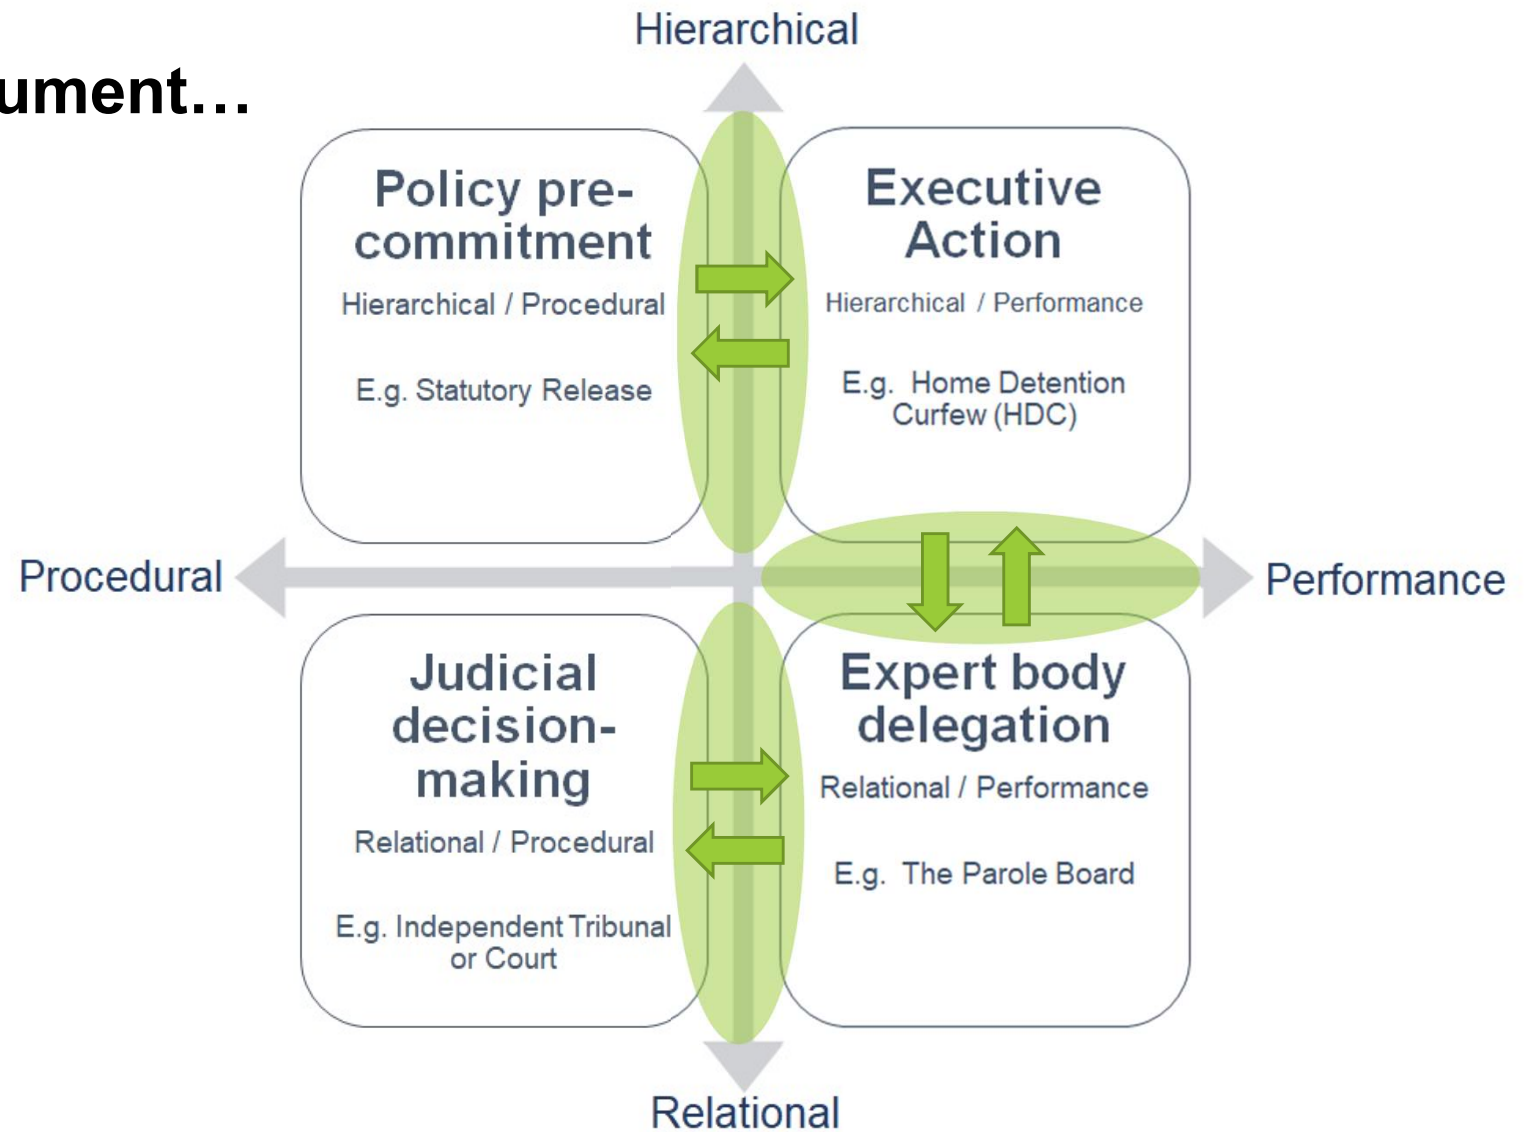 Hierarchical
ument…
Policy pre-
commitment
Hierarchical / Procedural
E.g. Statutory Release
Executive
Action
Hierarchical / Performance
E.g. Home Detention
Curfew (HDC)
Procedural
Performance
Judicial
decision-
making
Relational / Procedural
E.g. Independent Tribunal
or Court
Expert body
delegation
Relational / Performance
E.g. The Parole Board
Relational